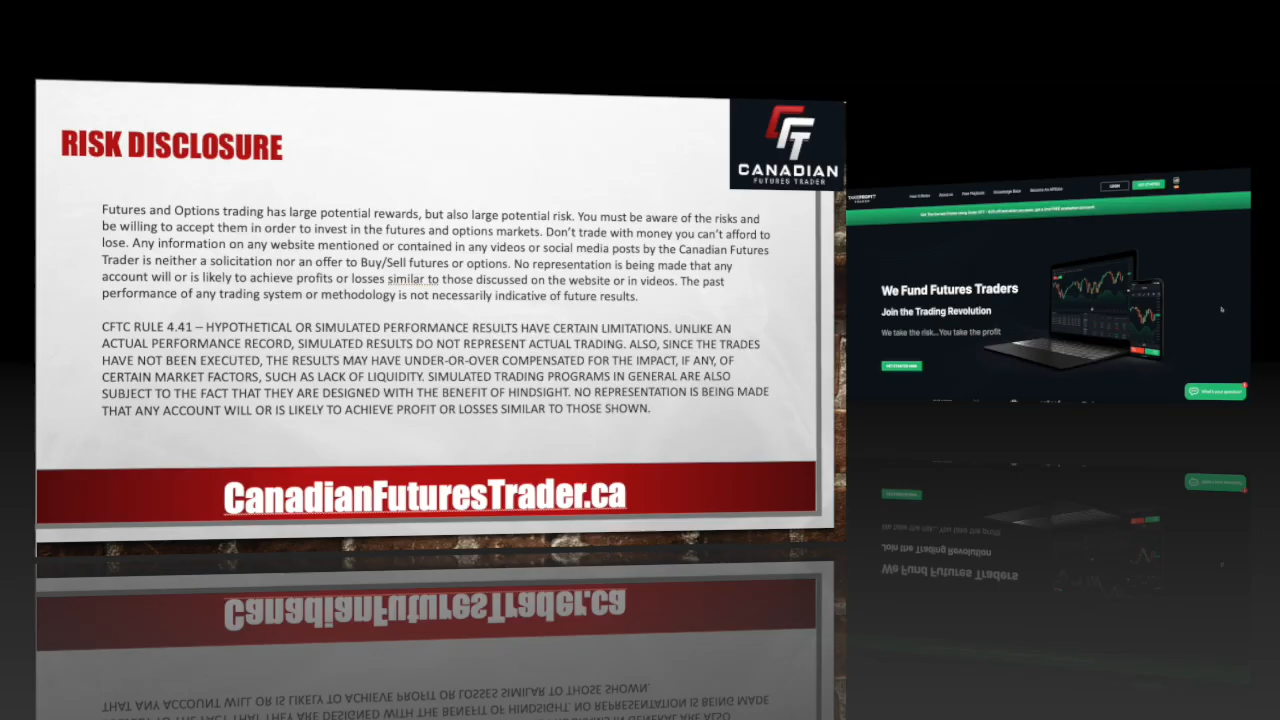 RISK DISCLOSURE
CANADIAN
FUTURES TRADER
Futures and Options trading has large potential rewards, but also large potential risk. You must be aware of the risks and
be willing to accept them in order to invest in the futures and options markets. Don't trade with money you can't afford to
lose. Any information on any website mentioned or contained in any videos or social media posts by the Canadian Futures
Trader is neither a solicitation nor an offer to Buy/Sell futures or options. No representation is being made that any
account will or is likely to achieve profits or losses similar to those discussed on the website or in videos. The past
performance of any trading system or methodology is not necessarily indicative of future results.
CFTC RULE 4.41 – HYPOTHETICAL OR SIMULATED PERFORMANCE RESULTS HAVE CERTAIN LIMITATIONS. UNLIKE AN
ACTUAL PERFORMANCE RECORD, SIMULATED RESULTS DO NOT REPRESENT ACTUAL TRADING. ALSO, SINCE THE TRADES
HAVE NOT BEEN EXECUTED, THE RESULTS MAY HAVE UNDER-OR-OVER COMPENSATED FOR THE IMPACT, IF ANY, OF
CERTAIN MARKET FACTORS, SUCH AS LACK OF LIQUIDITY. SIMULATED TRADING PROGRAMS IN GENERAL ARE ALSO
SUBJECT TO THE FACT THAT THEY ARE DESIGNED WITH THE BENEFIT OF HINDSIGHT. NO REPRESENTATION IS BEING MADE
THAT ANY ACCOUNT WILL OR IS LIKELY TO ACHIEVE PROFIT OR LOSSES SIMILAR TO THOSE SHOWN.
CanadianFuturesTrader.ca
Knowledge Base Become An Affiliate
We Fund Futures Traders
Join the Trading Revolution
We take the risk...You take the profit
GET STARTED NOW
What's your question?